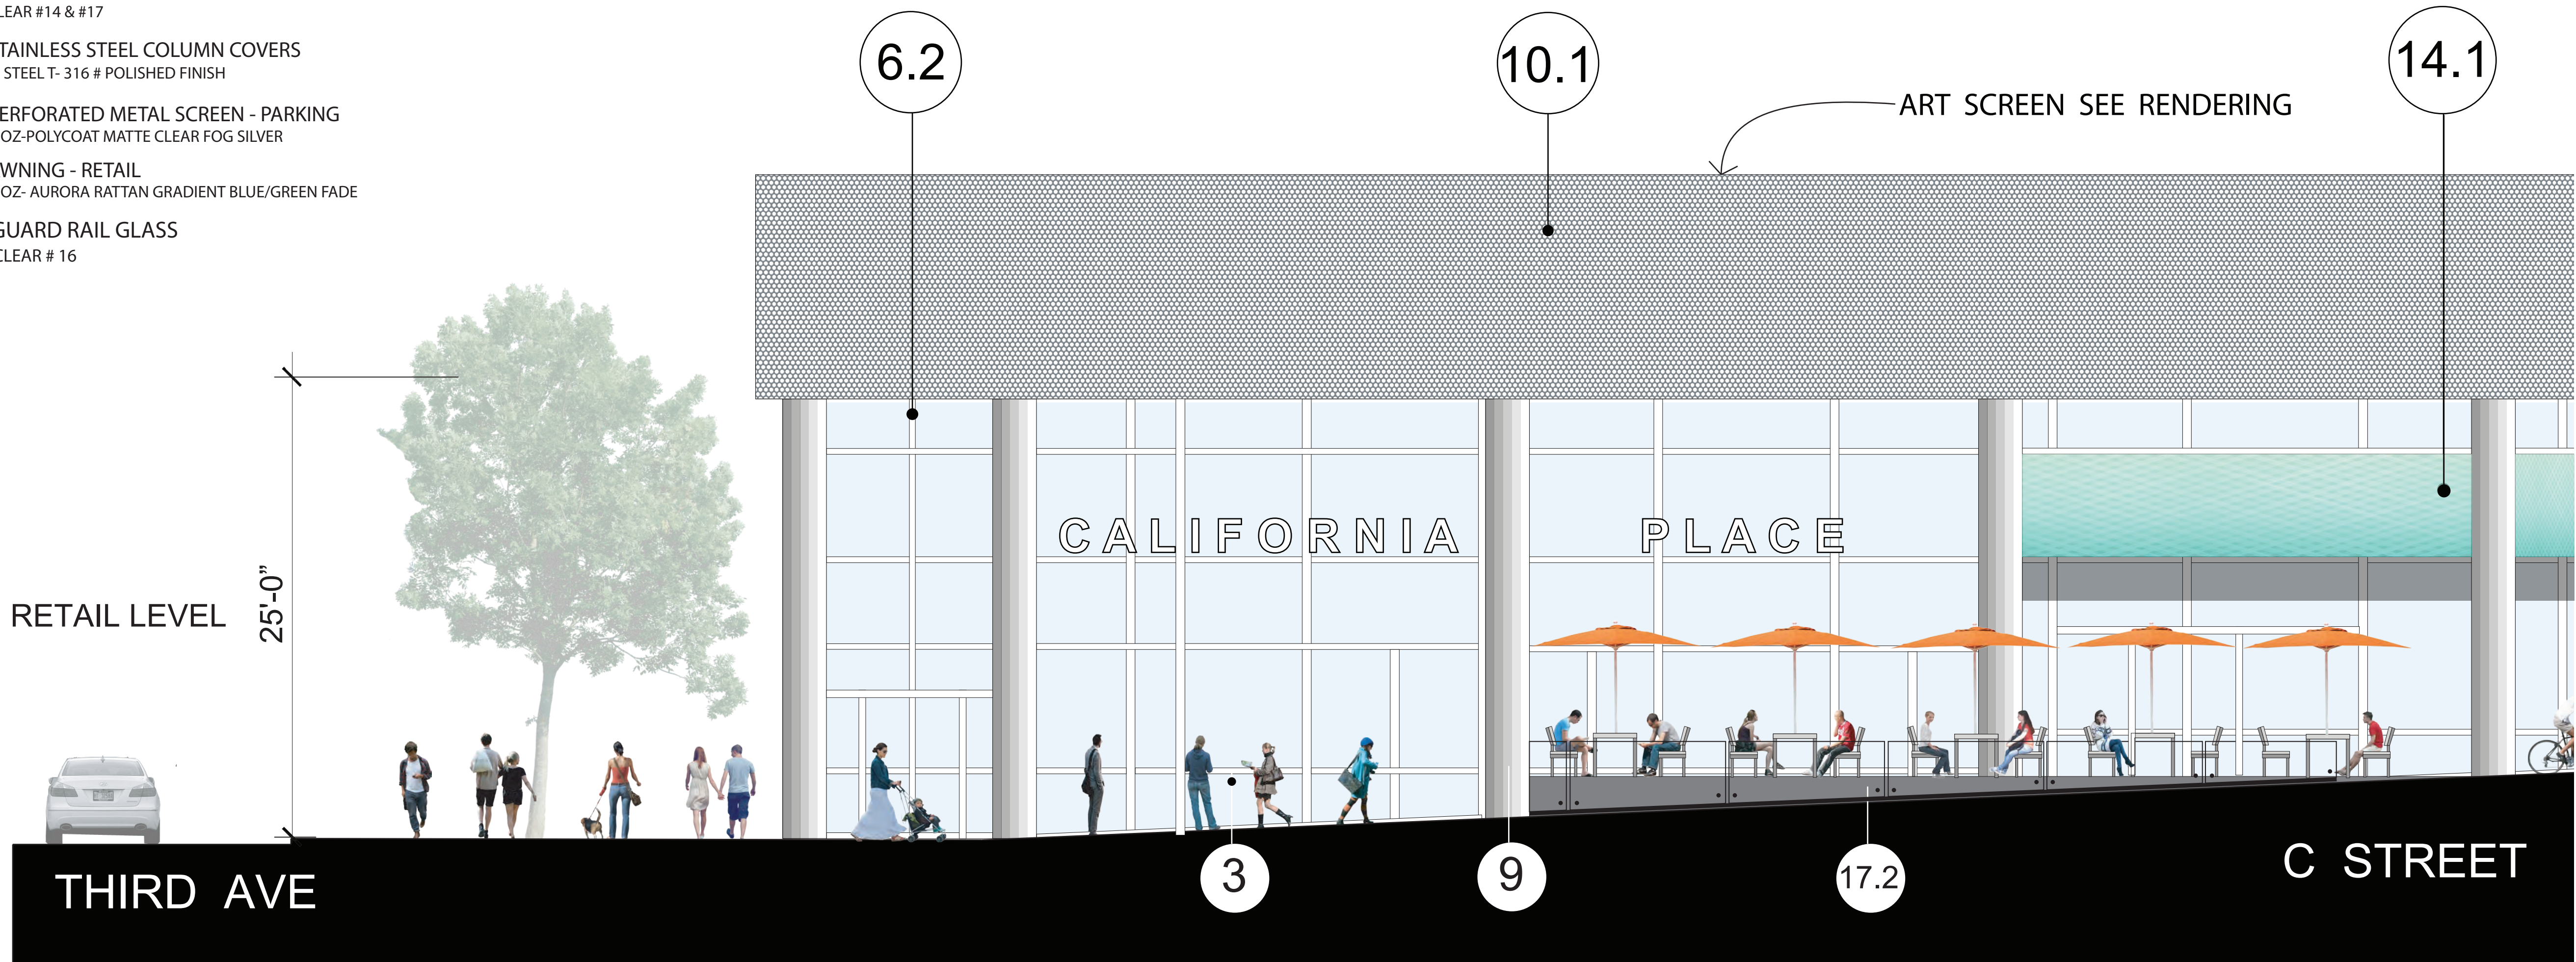 LEAR #14 & #17
TAINLESS STEEL COLUMN COVERS
STEEL T- 316 # POLISHED FINISH
ERFORATED METAL SCREEN - PARKING
OZ-POLYCOAT MATTE CLEAR FOG SILVER
WNING - RETAIL
OZ- AURORA RATTAN GRADIENT BLUE/GREEN FADE
GUARD RAIL GLASS
CLEAR # 16
6.2
10.1
14.1
ART SCREEN SEE RENDERING
CALIFORNIA PLACE
RETAIL LEVEL
25'-0"
3
9
17.2
THIRD AVE
C STREET